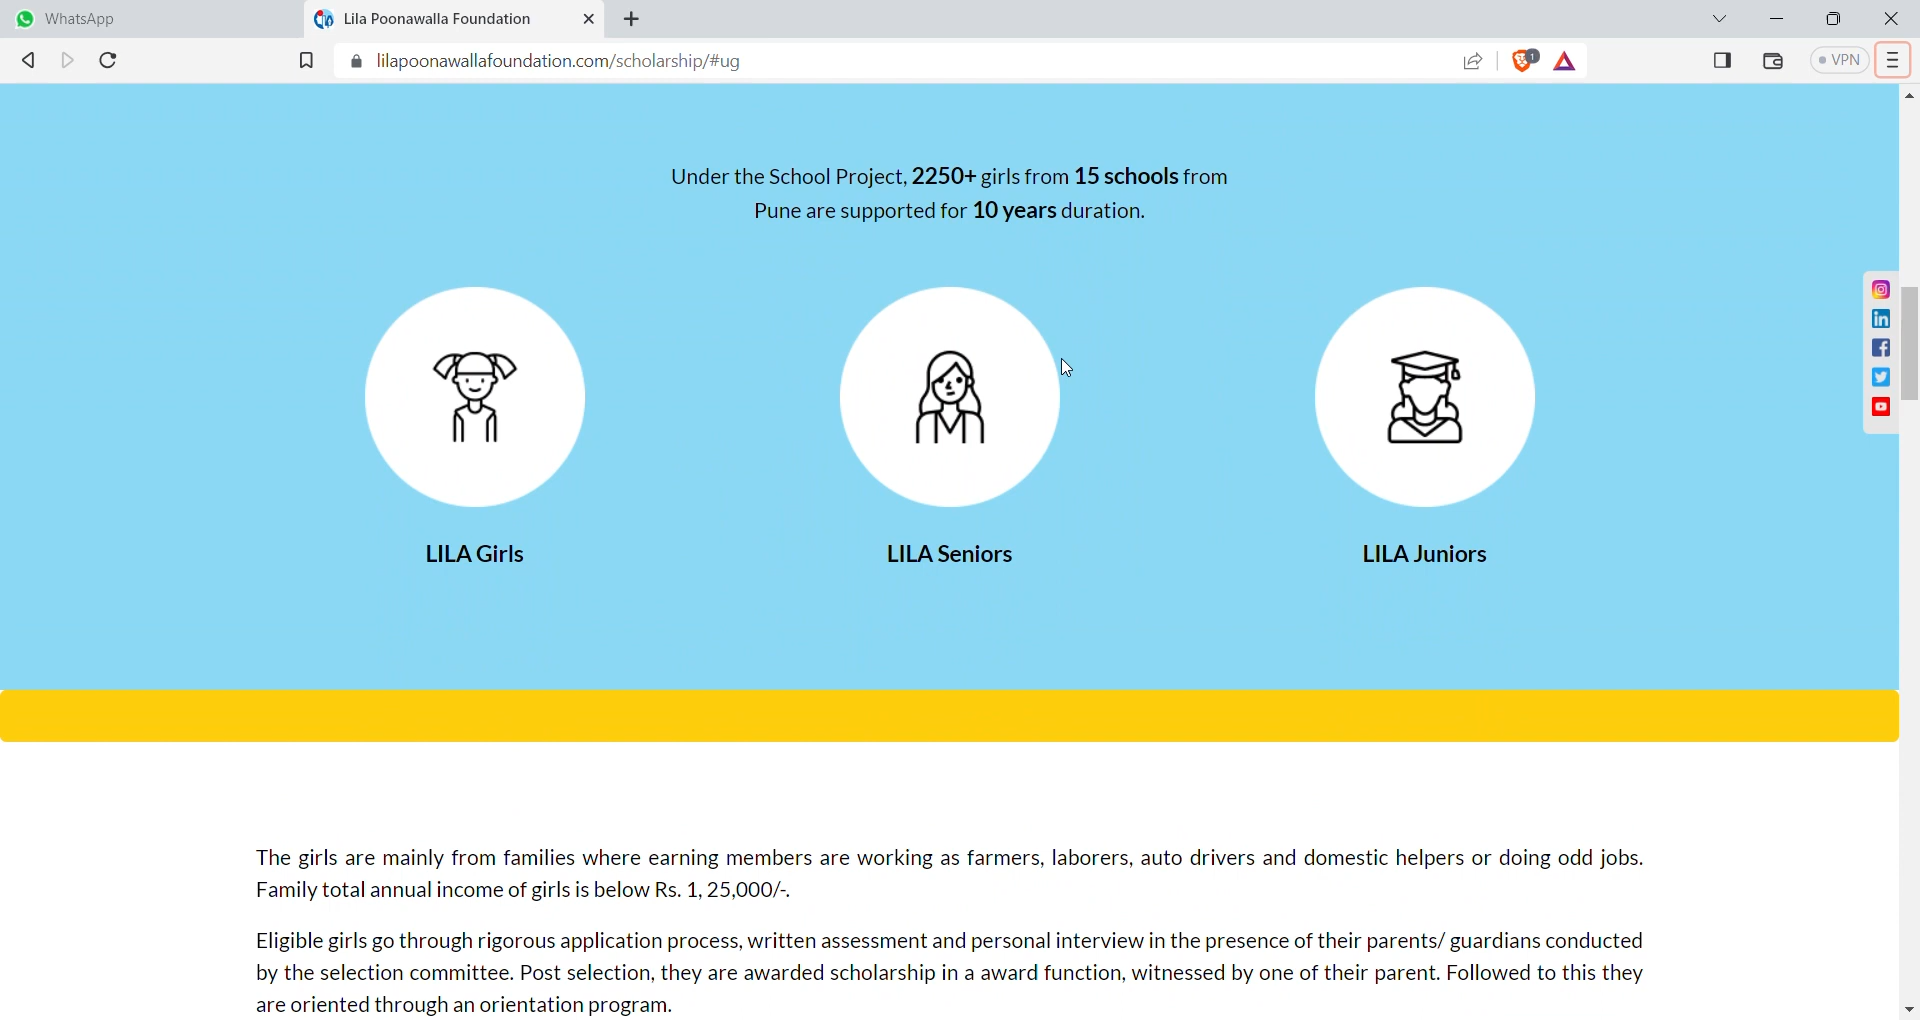 WhatsApp
Lila Poonawalla Foundation
lilapoonawallafoundation.com/scholarship/#ug
1
VPN
Under the School Project, 2250+ girls from 15 schools from
Pune are supported for 10 years duration.
LILA Girls
LILA Seniors
LILA Juniors
The girls are mainly from families where earning members are working as farmers, laborers, auto drivers and domestic helpers or doing odd jobs.
Family total annual income of girls is below Rs. 1, 25,000/-.
Eligible girls go through rigorous application process, written assessment and personal interview in the presence of their parents/ guardians conducted
by the selection committee. Post selection, they are awarded scholarship in a award function, witnessed by one of their parent. Followed to this they
are oriented through an orientation program.